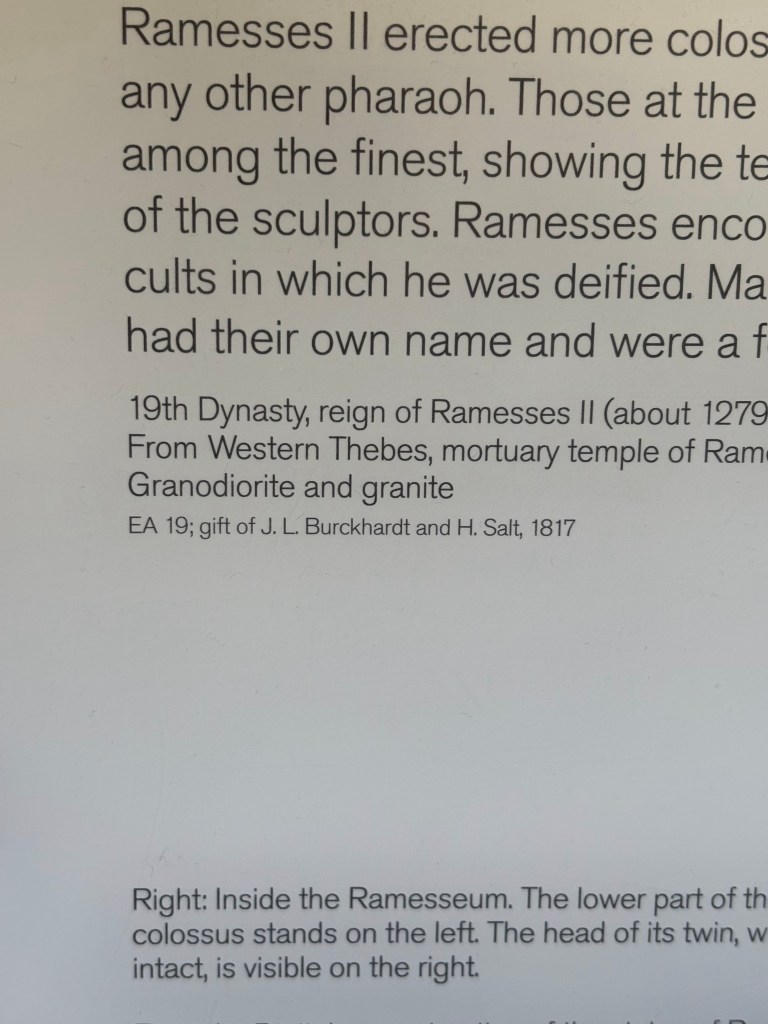 Ramesses II erected more colos
any other pharaoh. Those at the
among the finest, showing the te
of the sculptors. Ramesses enco
cults in which he was deified. Ma
had their own name and were a f
19th Dynasty, reign of Ramesses II (about 1279
From Western Thebes, mortuary temple of Ram
Granodiorite and granite
EA 19; gift of J. L. Burckhardt and H. Salt, 1817
Right: Inside the Ramesseum. The lower part of th
colossus stands on the left. The head of its twin, w
intact, is visible on the right.